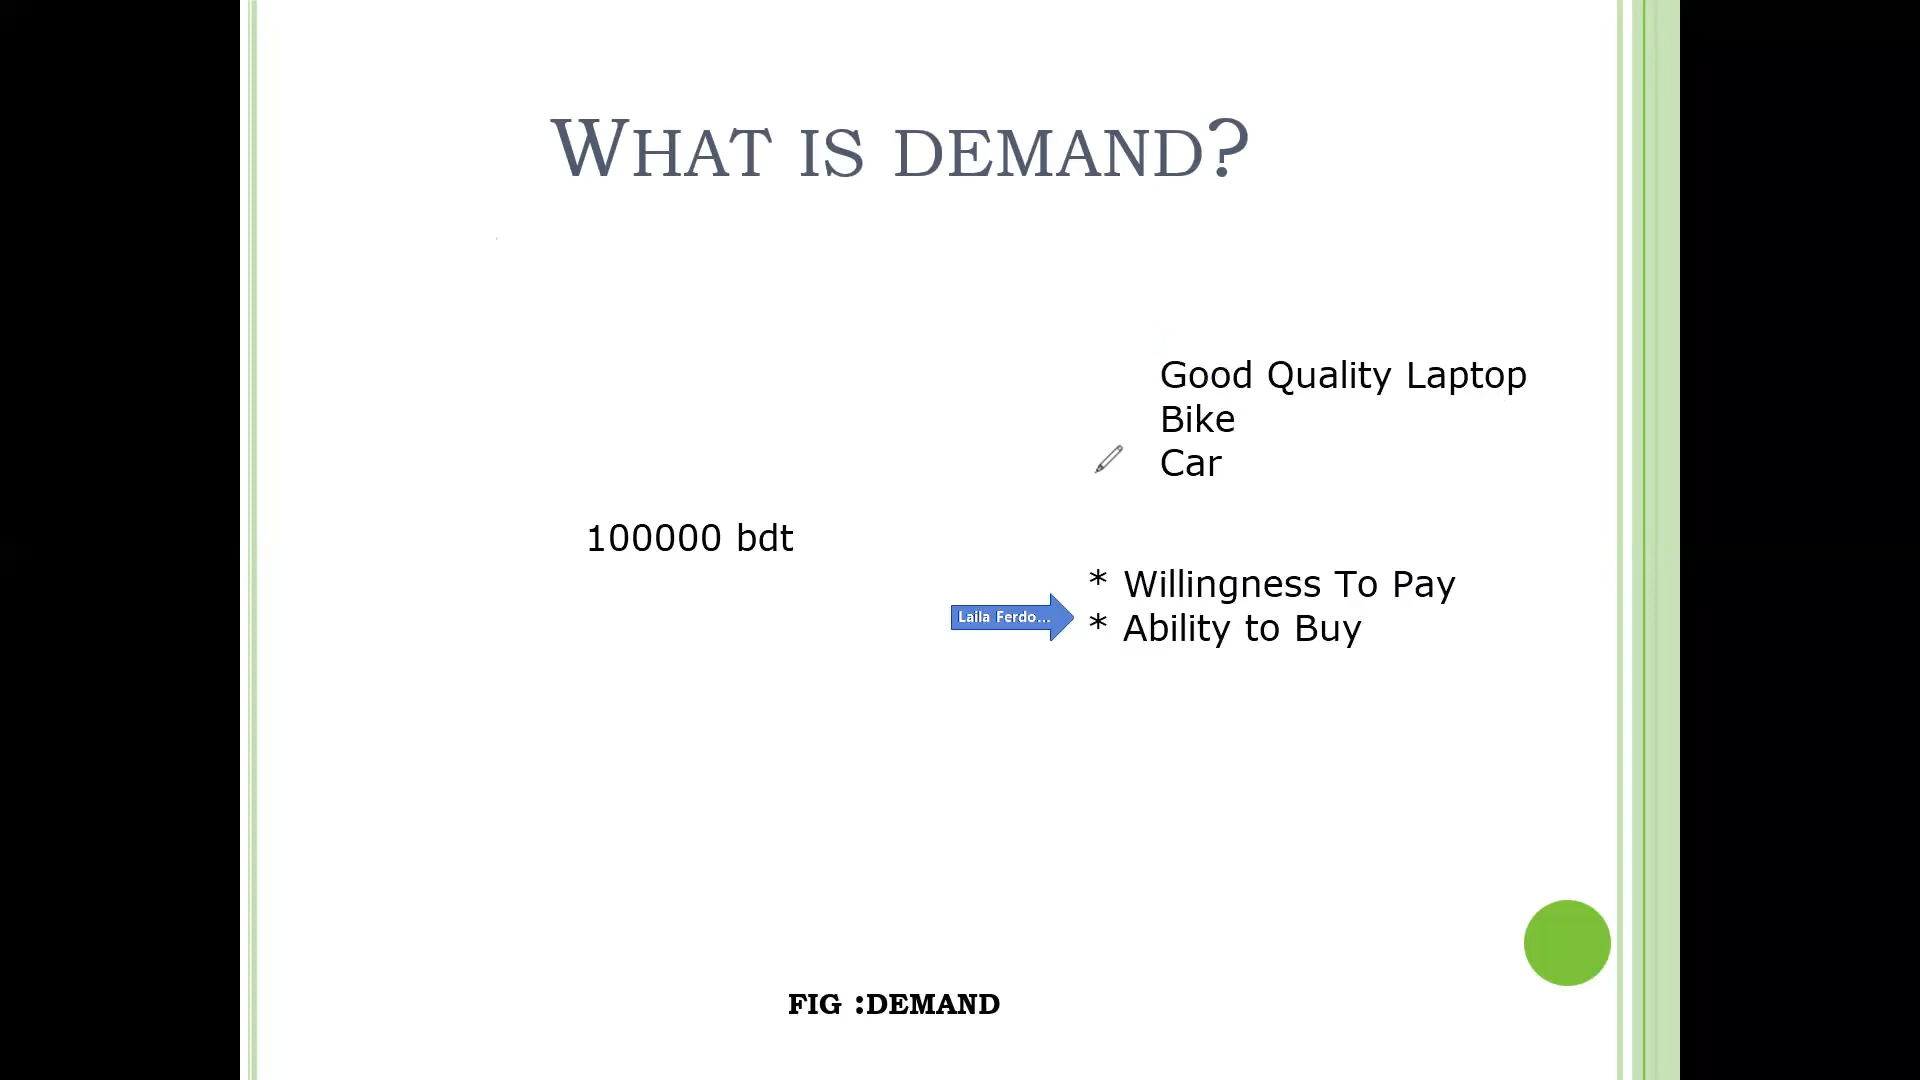 WHAT IS DEMAND?
Good Quality Laptop
Bike
Car
100000 bdt
* Willingness To Pay
Laila Ferdo...
* Ability to Buy
FIG :DEMAND